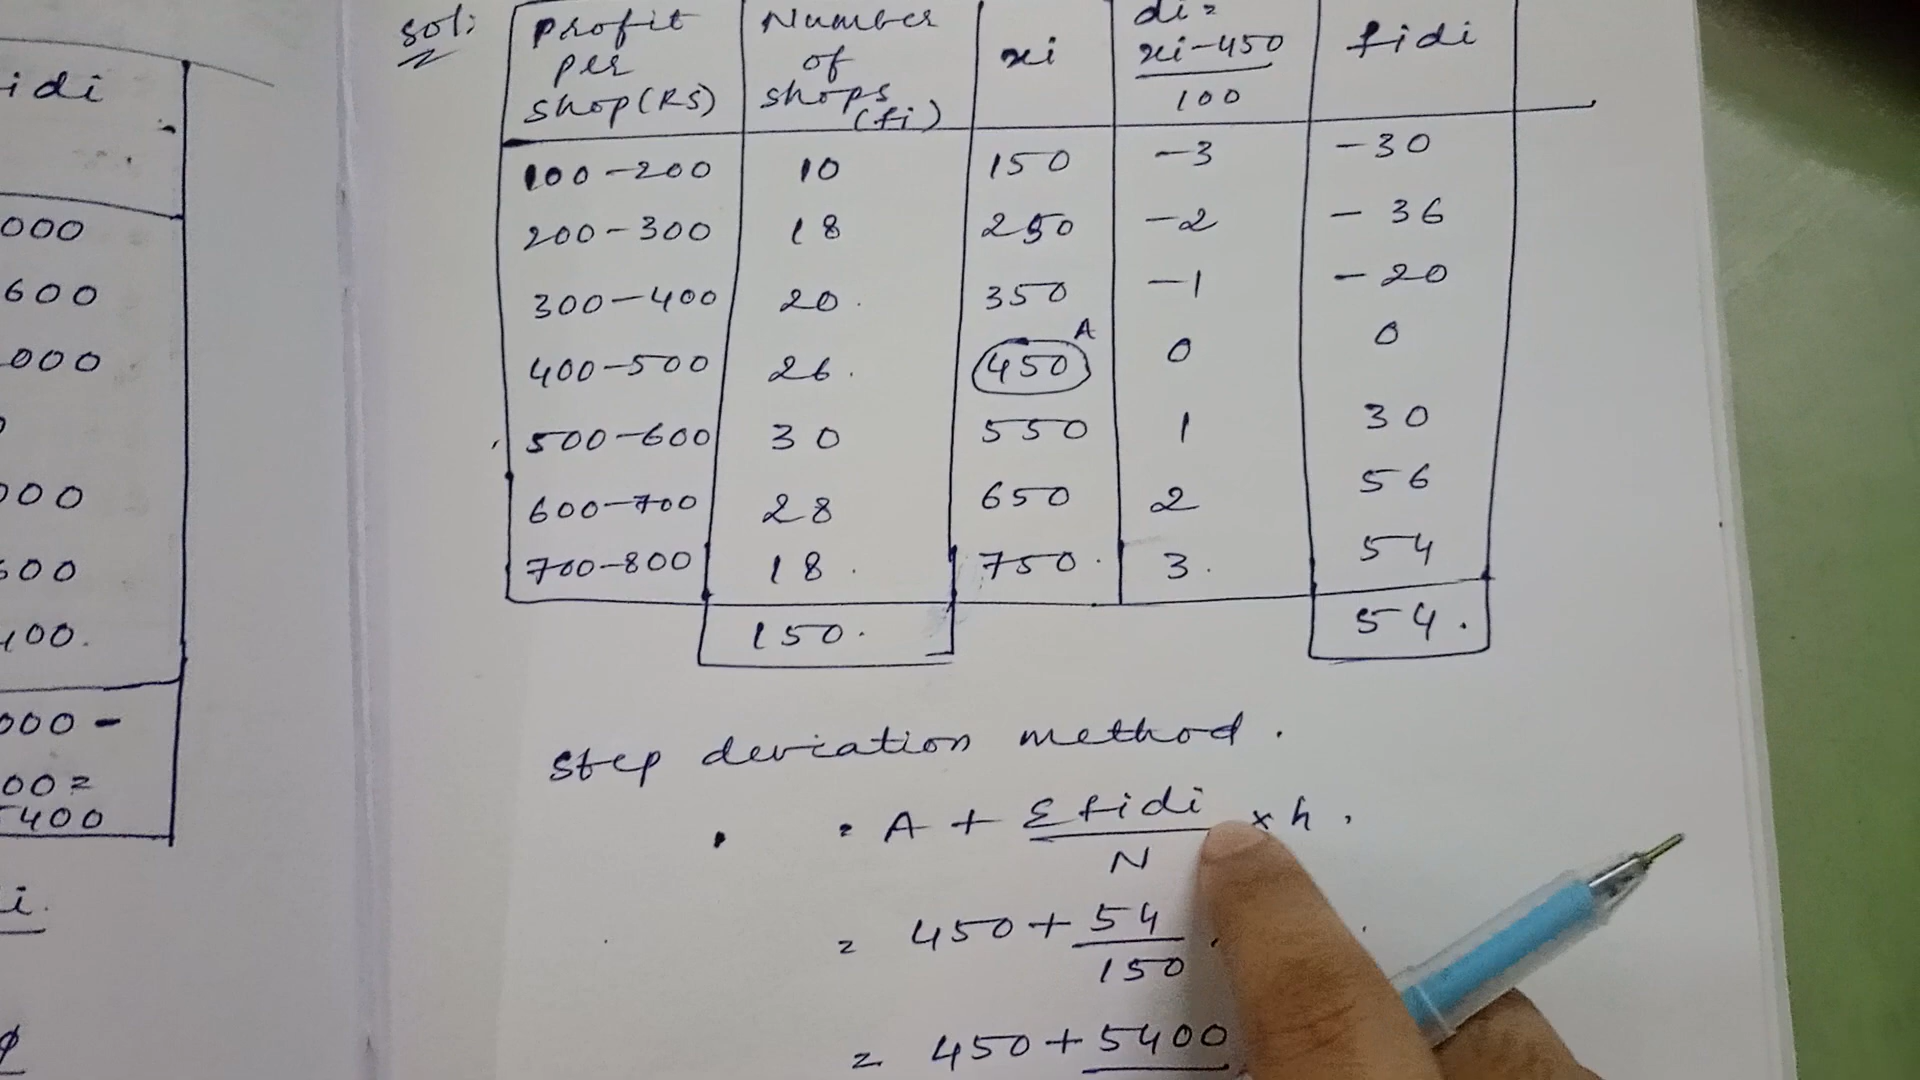 idi
000
600
000
000
600
400.
000 -
00 =
5400
i.
Sol:
Profit per shop (Rs) Number of shops (fi) xi di = xi-450 / 100 fidi
100-200 10 150 -3 -30
200-300 18 250 -2 -36
300-400 20. 350 -1 -20
400-500 26. 450 A 0 0
500-600 30 550 1 30
600-700 28 650 2 56
700-800 18. 750. 3. 54
150. 54.
Step deviation method.
= A + Σfidi / N × h.
= 450 + 54 / 150
= 450 + 5400